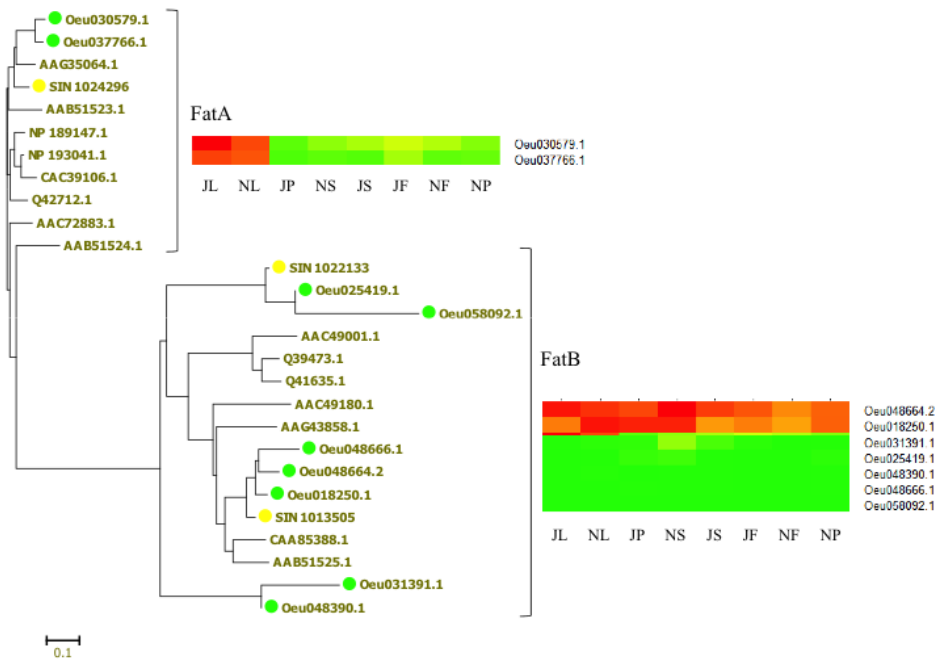 Oeu030579.1
Oeu037766.1
AAG35064.1
SIN 1024296
AAB51523.1
NP 189147.1
NP 193041.1
CAC39106.1
Q42712.1
AAC72883.1
AAB51524.1
FatA
Oeu030579.1
Oeu037766.1
JL NL JP NS JS JF NF NP
SIN 1022133
Oeu025419.1
Oeu058092.1
AAC49001.1
Q39473.1
Q41635.1
AAC49180.1
AAG43858.1
Oeu048666.1
Oeu048664.2
Oeu018250.1
SIN 1013505
CAA85388.1
AAB51525.1
Oeu031391.1
Oeu048390.1
FatB
Oeu048664.2
Oeu018250.1
Oeu031391.1
Oeu025419.1
Oeu048390.1
Oeu048666.1
Oeu058092.1
JL NL JP NS JS JF NF NP
0.1